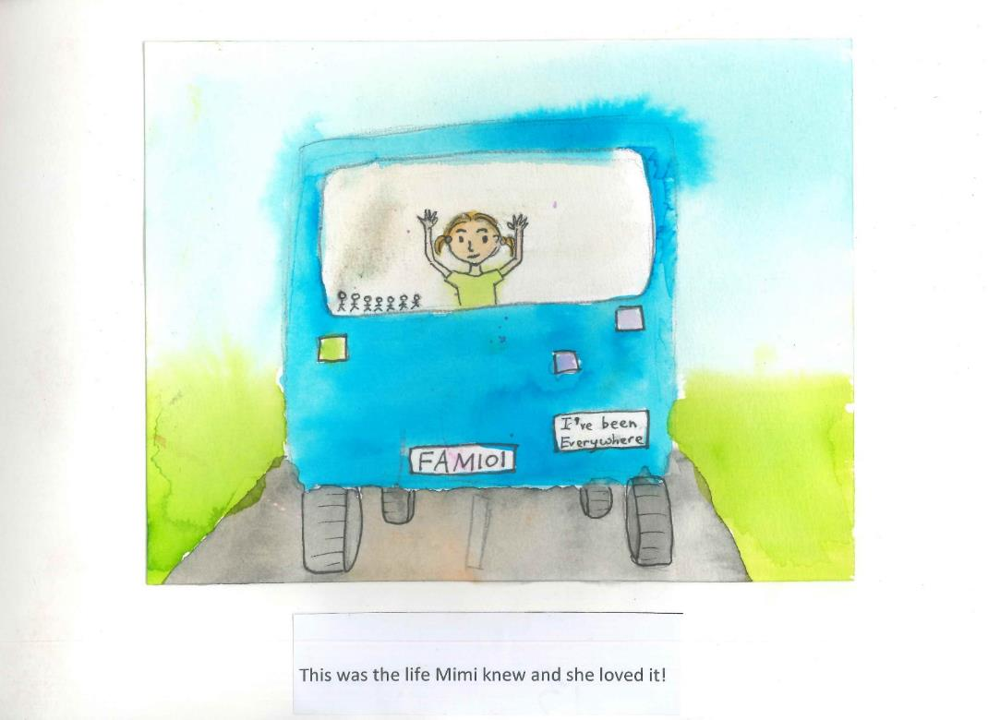 I've been
Everywhere
FAM101
This was the life Mimi knew and she loved it!